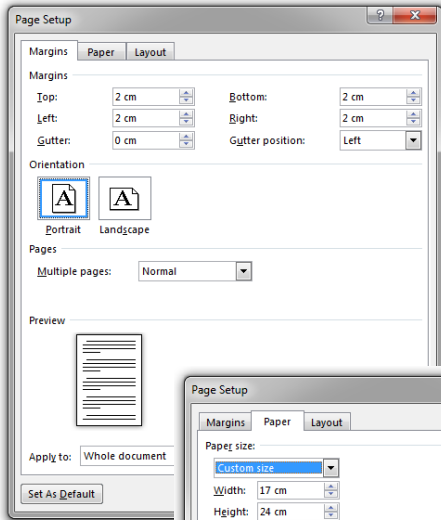 Page Setup
Margins Paper Layout
Margins
Top: 2 cm Bottom: 2 cm
Left: 2 cm Right: 2 cm
Gutter: 0 cm Gutter position: Left
Orientation
A A
Portrait Landscape
Pages
Multiple pages: Normal
Preview
Apply to: Whole document
Set As Default
Page Setup
Margins Paper Layout
Paper size:
Custom size
Width: 17 cm
Height: 24 cm